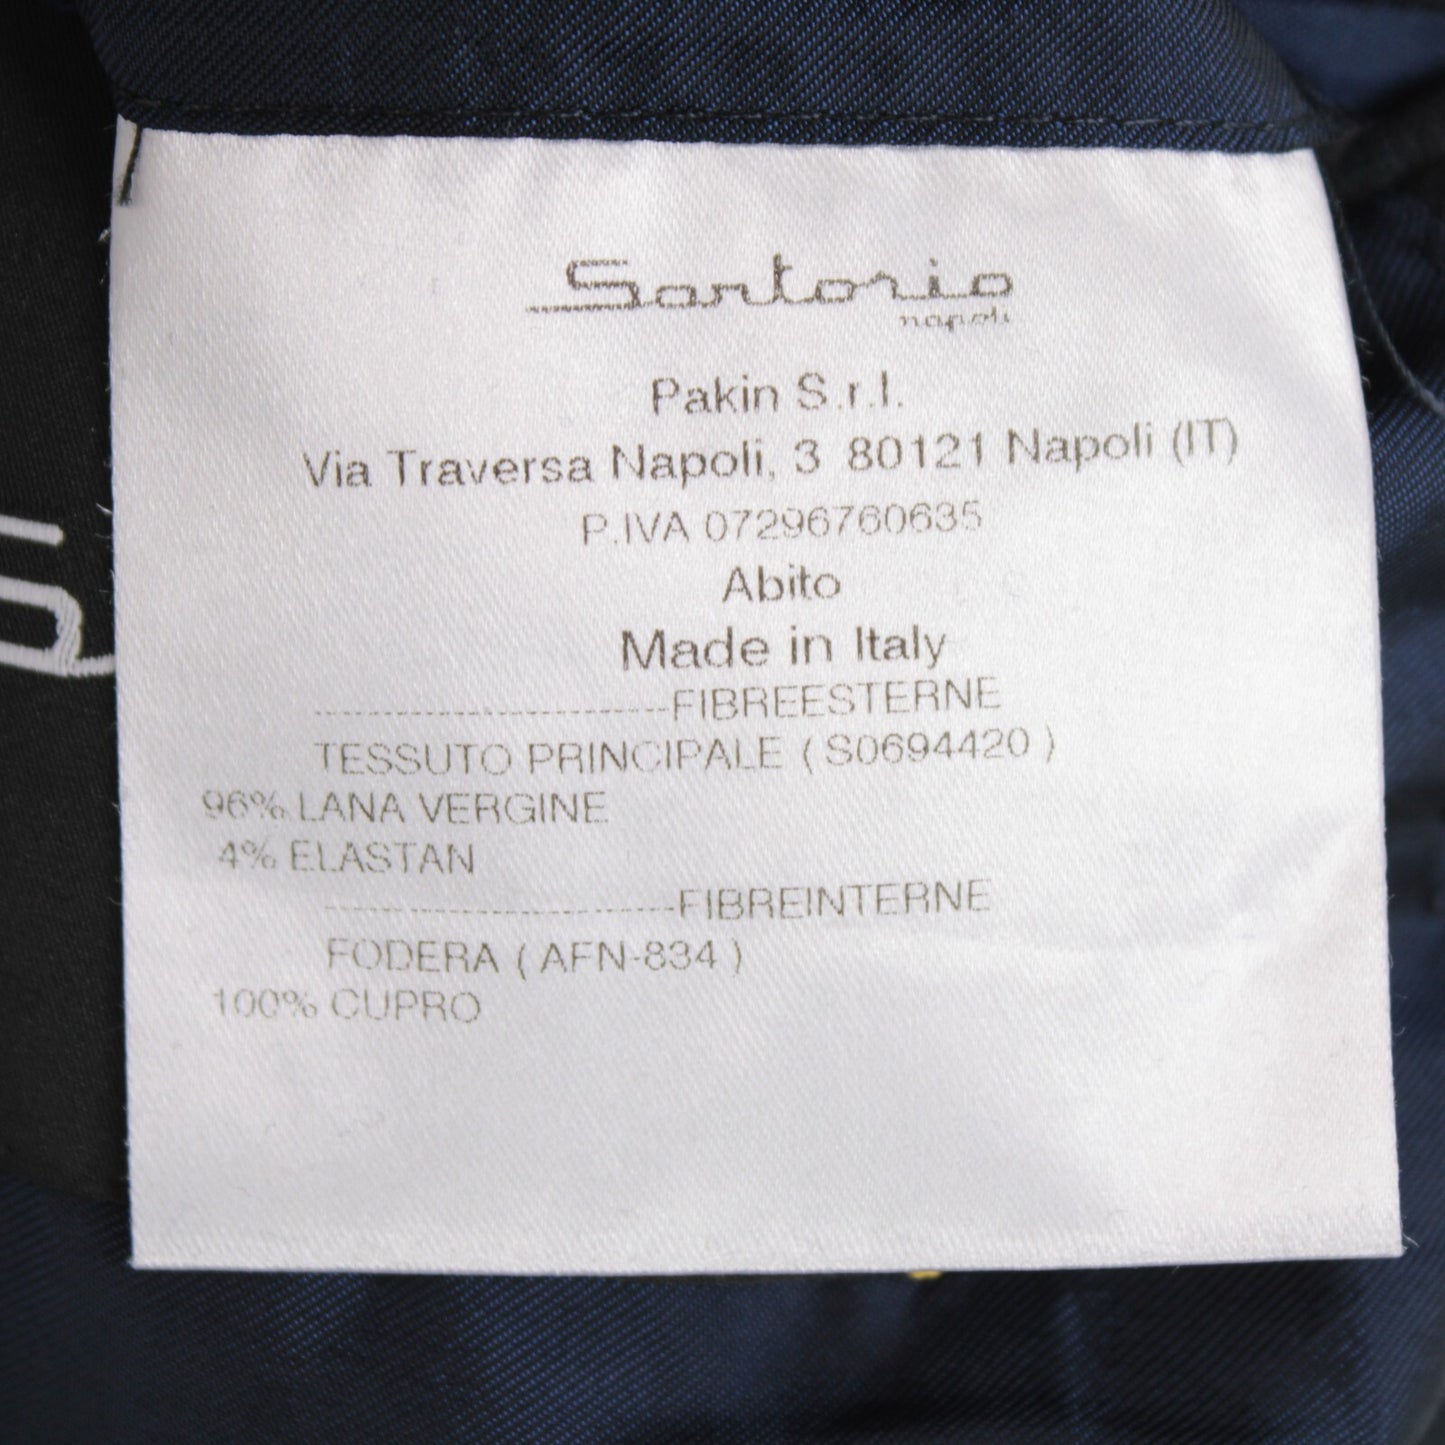 Sartorio
napoli
Pakin S.r.l.
Via Traversa Napoli, 3 80121 Napoli (IT)
P.IVA 07296760635
Abito
Made in Italy
-------------------------FIBREESTERNE
TESSUTO PRINCIPALE ( S0694420 )
96% LANA VERGINE
4% ELASTAN
-------------------------FIBREINTERNE
FODERA ( AFN-834 )
100% CUPRO